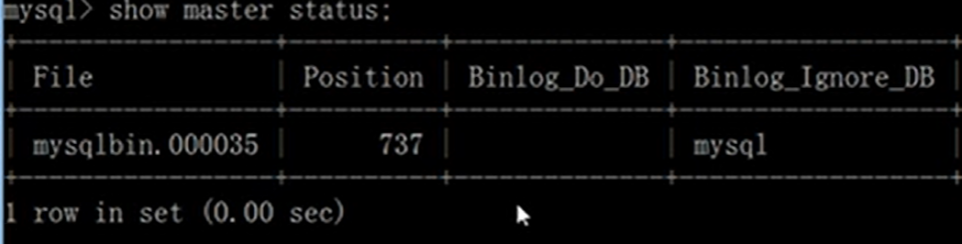 mysql> show master status;
File Position Binlog_Do_DB Binlog_Ignore_DB
mysqlbin.000035 737 mysql
1 row in set (0.00 sec)